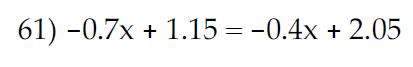 61) −0.7x + 1.15 = −0.4x + 2.05